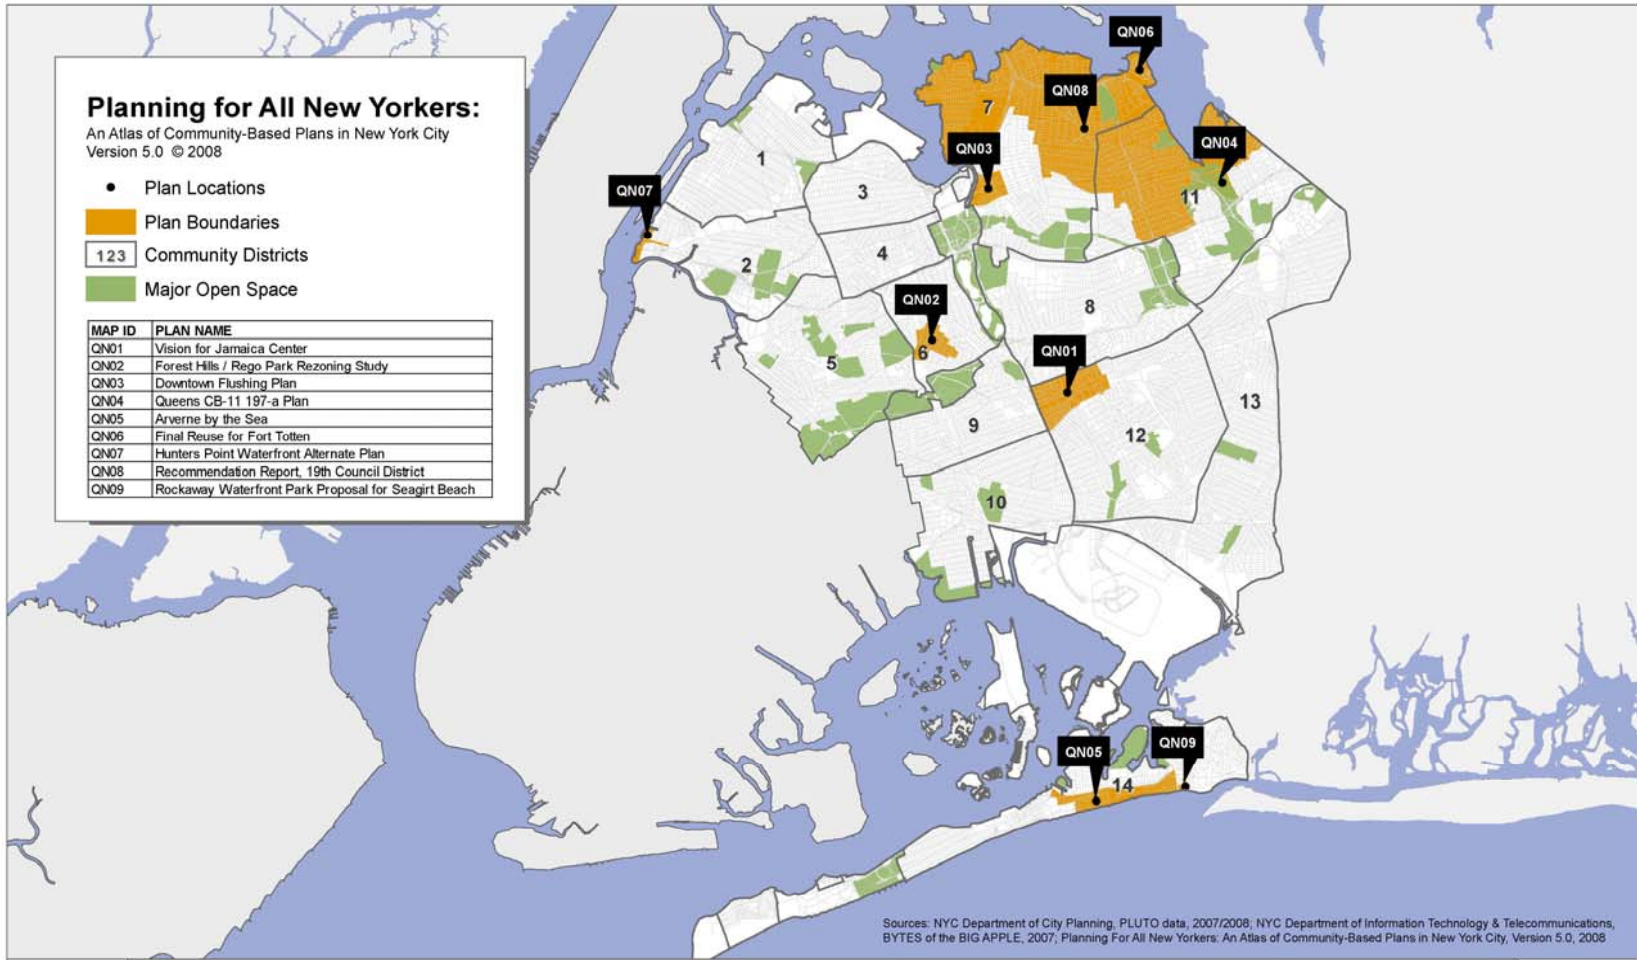 Planning for All New Yorkers:
An Atlas of Community-Based Plans in New York City
Version 5.0 © 2008
Plan Locations
Plan Boundaries
123 Community Districts
Major Open Space
MAP ID PLAN NAME
QN01 Vision for Jamaica Center
QN02 Forest Hills / Rego Park Rezoning Study
QN03 Downtown Flushing Plan
QN04 Queens CB-11 197-a Plan
QN05 Arverne by the Sea
QN06 Final Reuse for Fort Totten
QN07 Hunters Point Waterfront Alternate Plan
QN08 Recommendation Report, 19th Council District
QN09 Rockaway Waterfront Park Proposal for Seagirt Beach
QN06
QN08
7
QN03
QN04
1
QN07
3
11
4
2
QN02
8
6
5
QN01
13
9
12
10
QN05
QN09
14
Sources: NYC Department of City Planning, PLUTO data, 2007/2008; NYC Department of Information Technology & Telecommunications,
BYTES of the BIG APPLE, 2007; Planning For All New Yorkers: An Atlas of Community-Based Plans in New York City, Version 5.0, 2008